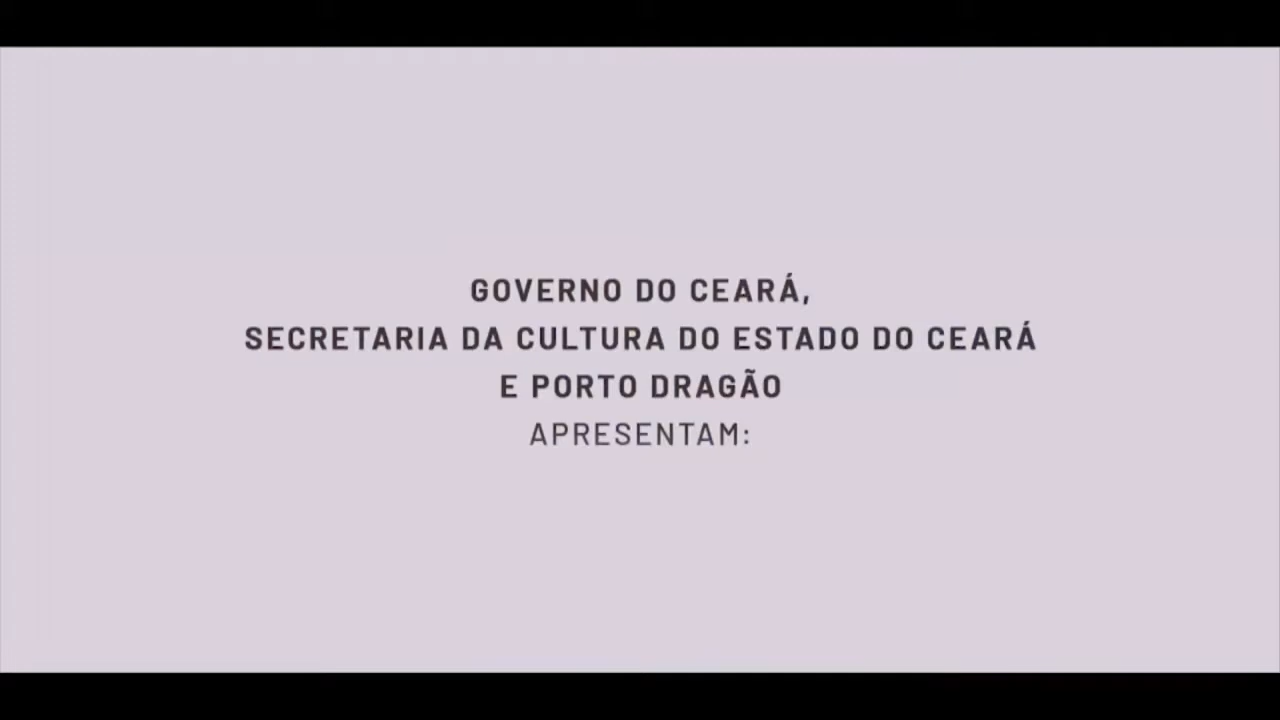 GOVERNO DO CEARÁ,
SECRETARIA DA CULTURA DO ESTADO DO CEARÁ
E PORTO DRAGÃO
APRESENTAM: